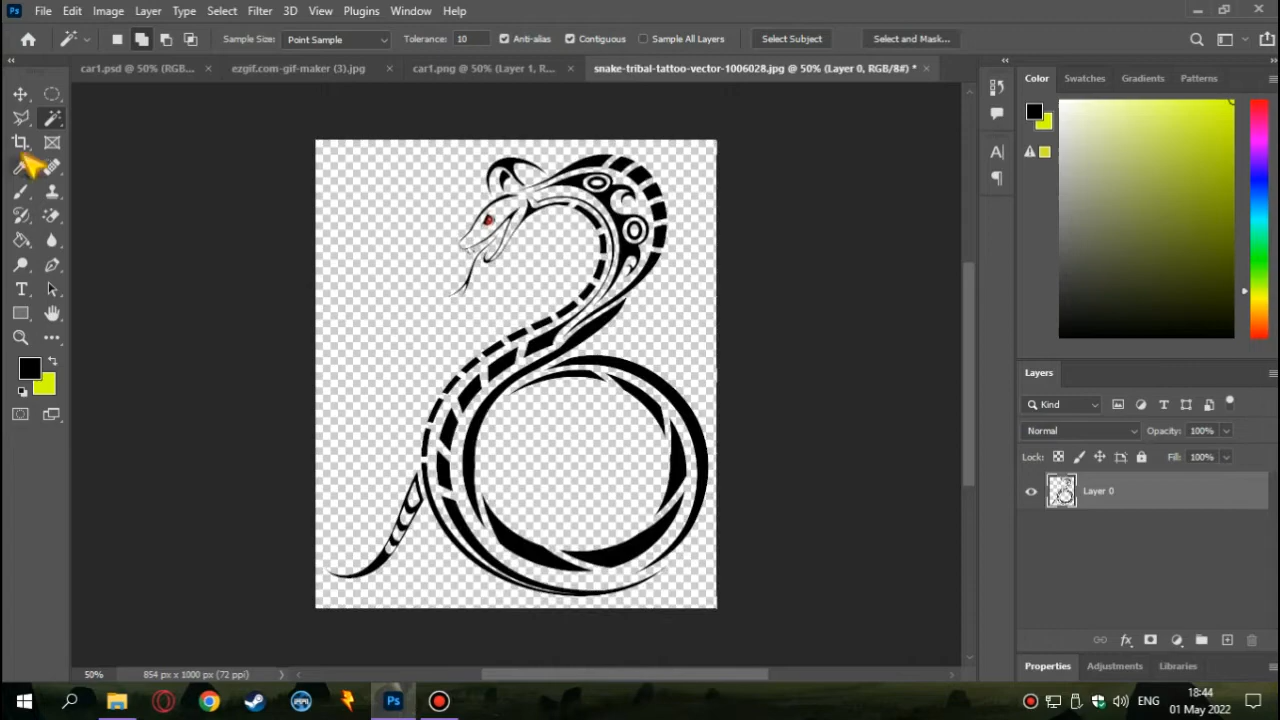 Ps File Edit Image Layer Type Select Filter 3D View Plugins Window Help
Sample Size: Point Sample Tolerance: 10 Anti-alias Contiguous Sample All Layers Select Subject Select and Mask...
car1.psd @ 50% (RGB... × ezgif.com-gif-maker (3).jpg × car1.png @ 50% (Layer 1, R... × snake-tribal-tattoo-vector-1006028.jpg @ 50% (Layer 0, RGB/8#) * ×
Color Swatches Gradients Patterns
Layers
Kind
Normal Opacity: 100%
Lock: Fill: 100%
Layer 0
Properties Adjustments Libraries
50% 854 px x 1000 px (72 ppi)
Ps
ENG
18:44
01 May 2022